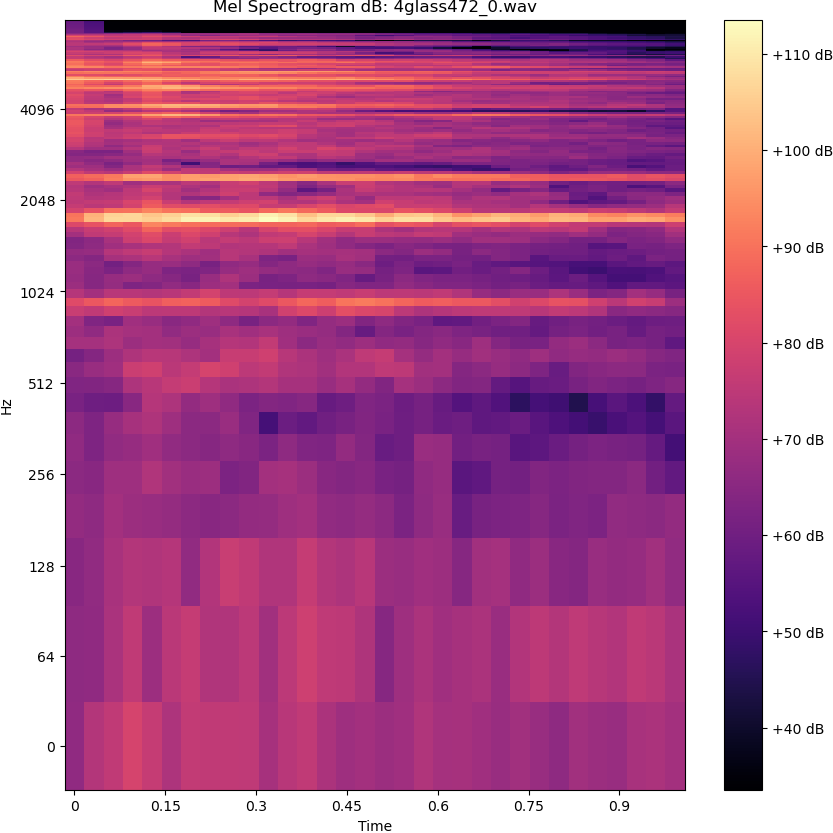 Mel Spectrogram dB: 4glass472_0.wav
+110 dB
4096
+100 dB
2048
+90 dB
1024
+80 dB
512
Hz
+70 dB
256
+60 dB
128
+50 dB
64
+40 dB
0
0 0.15 0.3 0.45 0.6 0.75 0.9
Time